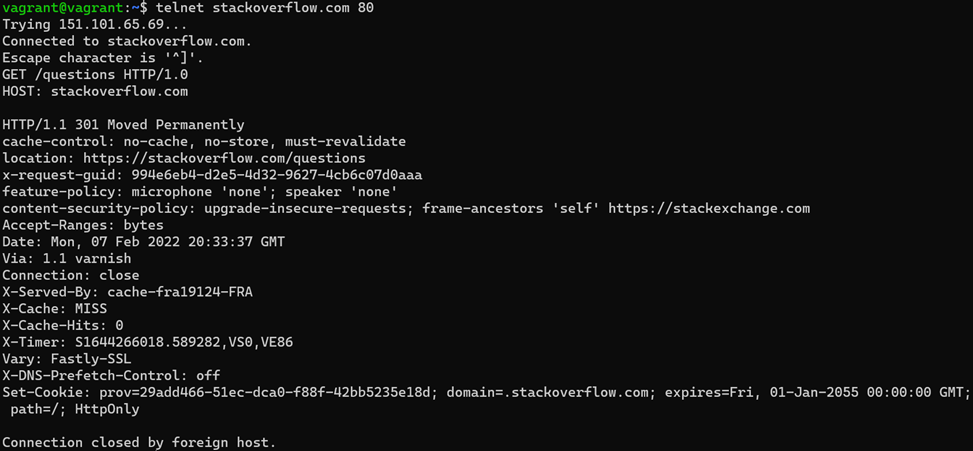 vagrant@vagrant:~$ telnet stackoverflow.com 80
Trying 151.101.65.69...
Connected to stackoverflow.com.
Escape character is '^]'.
GET /questions HTTP/1.0
HOST: stackoverflow.com

HTTP/1.1 301 Moved Permanently
cache-control: no-cache, no-store, must-revalidate
location: https://stackoverflow.com/questions
x-request-guid: 994e6eb4-d2e5-4d32-9627-4cb6c07d0aaa
feature-policy: microphone 'none'; speaker 'none'
content-security-policy: upgrade-insecure-requests; frame-ancestors 'self' https://stackexchange.com
Accept-Ranges: bytes
Date: Mon, 07 Feb 2022 20:33:37 GMT
Via: 1.1 varnish
Connection: close
X-Served-By: cache-fra19124-FRA
X-Cache: MISS
X-Cache-Hits: 0
X-Timer: S1644266018.589282,VS0,VE86
Vary: Fastly-SSL
X-DNS-Prefetch-Control: off
Set-Cookie: prov=29add466-51ec-dca0-f88f-42bb5235e18d; domain=.stackoverflow.com; expires=Fri, 01-Jan-2055 00:00:00 GMT;
 path=/; HttpOnly

Connection closed by foreign host.